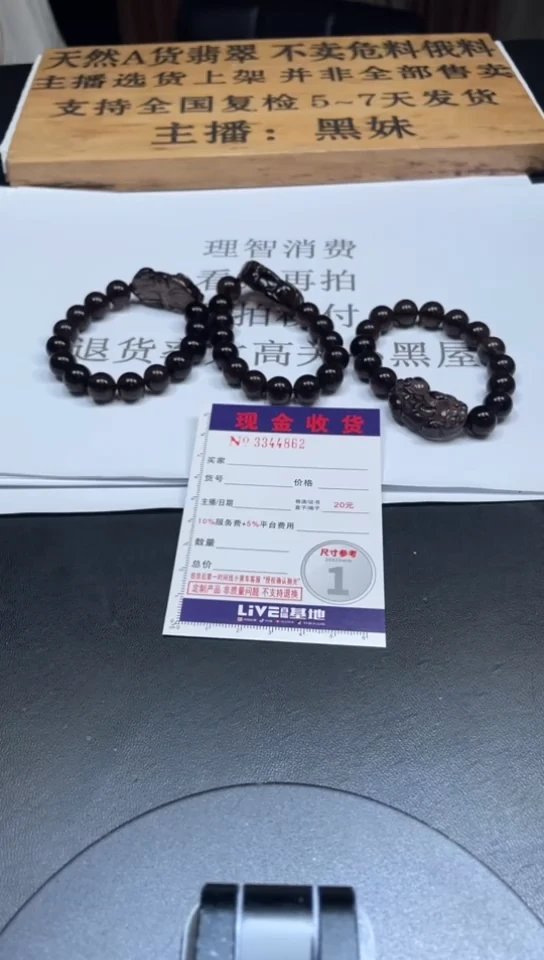 天然A货翡翠 不卖危料俄料
主播选货上架 并非全部售卖
支持全国复检 5~7天发货
主播：黑妹
理智消费
看 再拍
拍 付
退货 高 黑屋
现金收货
No 3344862
买家
货号 价格
主播/日期 20元
10%服务费+5%平台费用
数量
总价
尺寸参考
1
定制产品 非质量问题 不支持退换
LiVE 基地